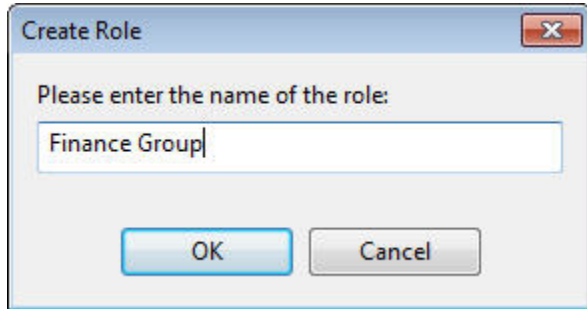 Create Role
Please enter the name of the role:
Finance Group
OK
Cancel